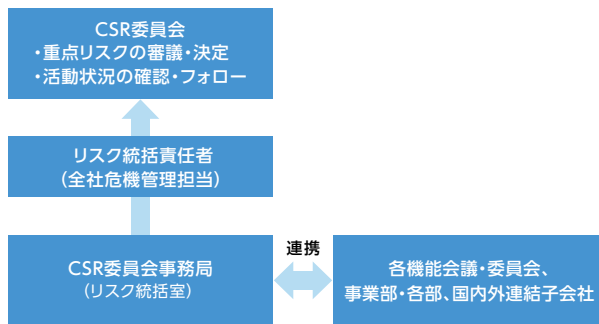 CSR委員会
・重点リスクの審議・決定
・活動状況の確認・フォロー
リスク統括責任者
（全社危機管理担当）
CSR委員会事務局
（リスク統括室）
連携
各機能会議・委員会、
事業部・各部、国内外連結子会社